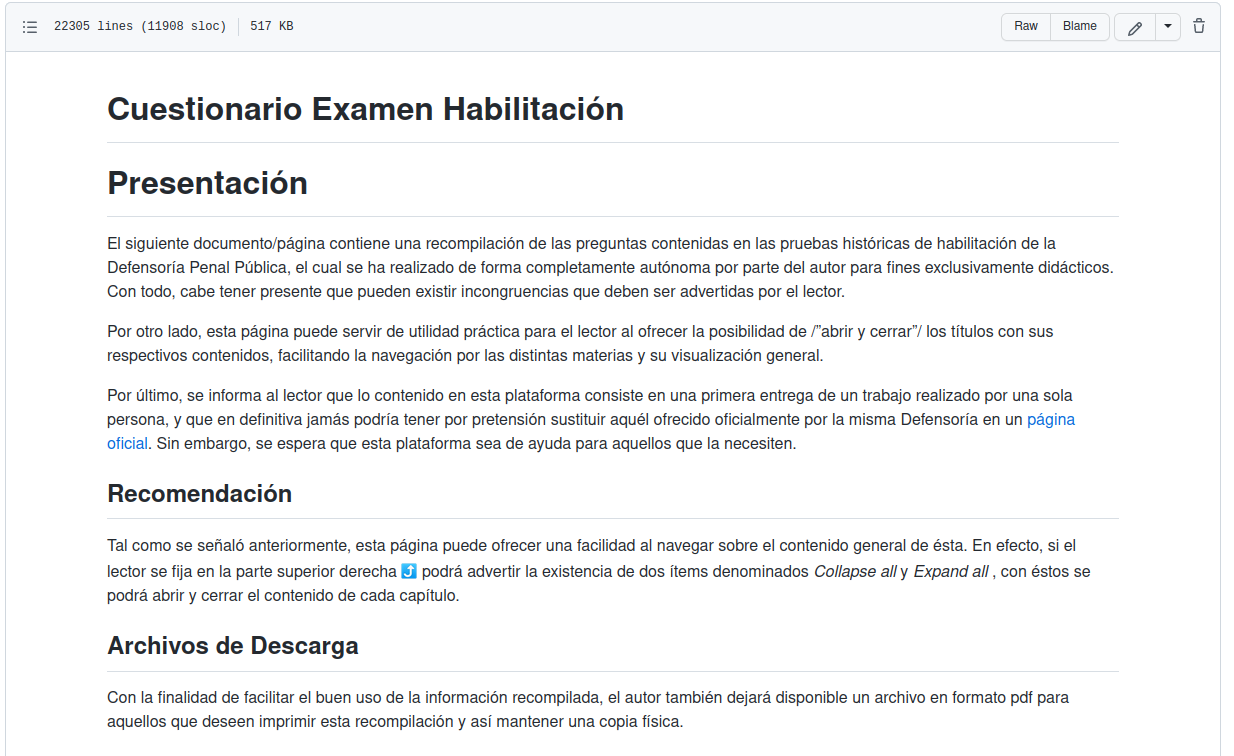 22305 lines (11908 sloc) 517 KB Raw Blame
Cuestionario Examen Habilitación
Presentación
El siguiente documento/página contiene una recompilación de las preguntas contenidas en las pruebas históricas de habilitación de la
Defensoría Penal Pública, el cual se ha realizado de forma completamente autónoma por parte del autor para fines exclusivamente didácticos.
Con todo, cabe tener presente que pueden existir incongruencias que deben ser advertidas por el lector.
Por otro lado, esta página puede servir de utilidad práctica para el lector al ofrecer la posibilidad de /”abrir y cerrar”/ los títulos con sus
respectivos contenidos, facilitando la navegación por las distintas materias y su visualización general.
Por último, se informa al lector que lo contenido en esta plataforma consiste en una primera entrega de un trabajo realizado por una sola
persona, y que en definitiva jamás podría tener por pretensión sustituir aquél ofrecido oficialmente por la misma Defensoría en un página
oficial. Sin embargo, se espera que esta plataforma sea de ayuda para aquellos que la necesiten.
Recomendación
Tal como se señaló anteriormente, esta página puede ofrecer una facilidad al navegar sobre el contenido general de ésta. En efecto, si el
lector se fija en la parte superior derecha ⤴️ podrá advertir la existencia de dos ítems denominados Collapse all y Expand all , con éstos se
podrá abrir y cerrar el contenido de cada capítulo.
Archivos de Descarga
Con la finalidad de facilitar el buen uso de la información recompilada, el autor también dejará disponible un archivo en formato pdf para
aquellos que deseen imprimir esta recompilación y así mantener una copia física.